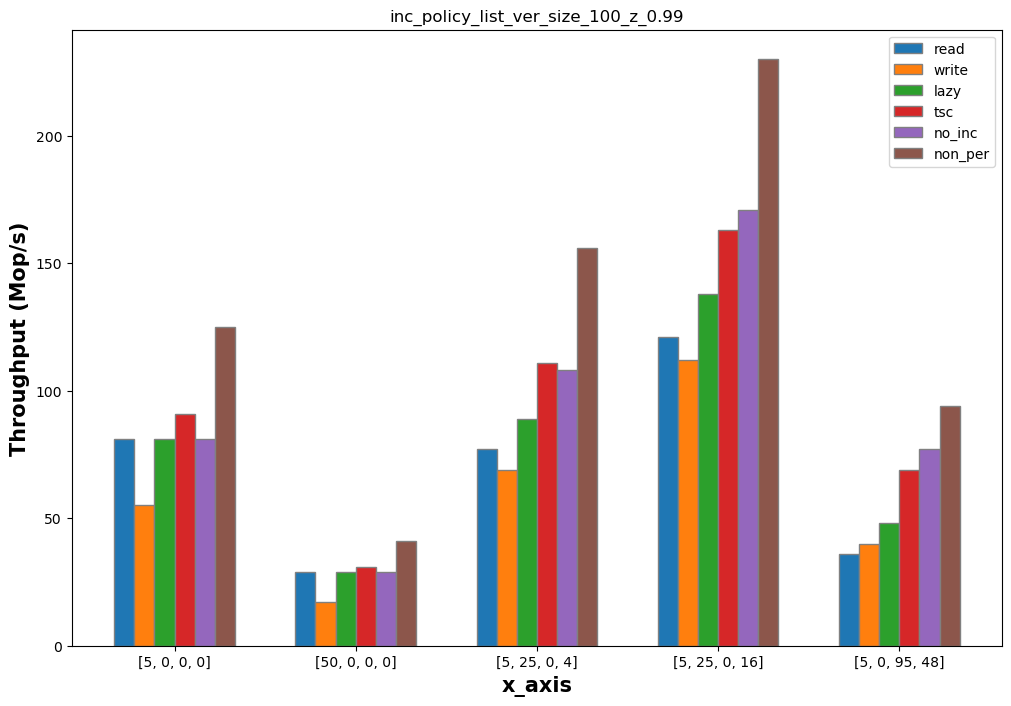 inc_policy_list_ver_size_100_z_0.99
read
write
lazy
tsc
no_inc
non_per
Throughput (Mop/s)
200
150
100
50
0
[5, 0, 0, 0]
[50, 0, 0, 0]
[5, 25, 0, 4]
[5, 25, 0, 16]
[5, 0, 95, 48]
x_axis